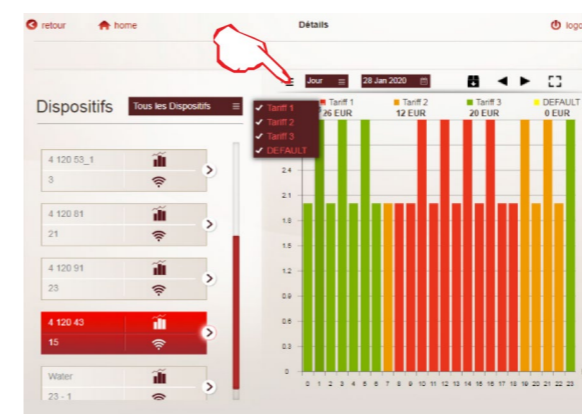 retour home Détails
Jour 28 Jan 2020
Dispositifs Tous les Dispositifs
Tariff 1
Tariff 2
Tariff 3
DEFAULT
Tariff 1 Tariff 2 Tariff 3 DEFAULT
26 EUR 12 EUR 20 EUR 0 EUR
4 120 53_1
3
4 120 81
21
4 120 91
23
4 120 43
15
Water
23 - 1
2.4
2.1
1.8
1.5
1.2
0.9
0.6
0.3
0
0 1 2 3 4 5 6 7 8 9 10 11 12 13 14 15 16 17 18 19 20 21 22 23